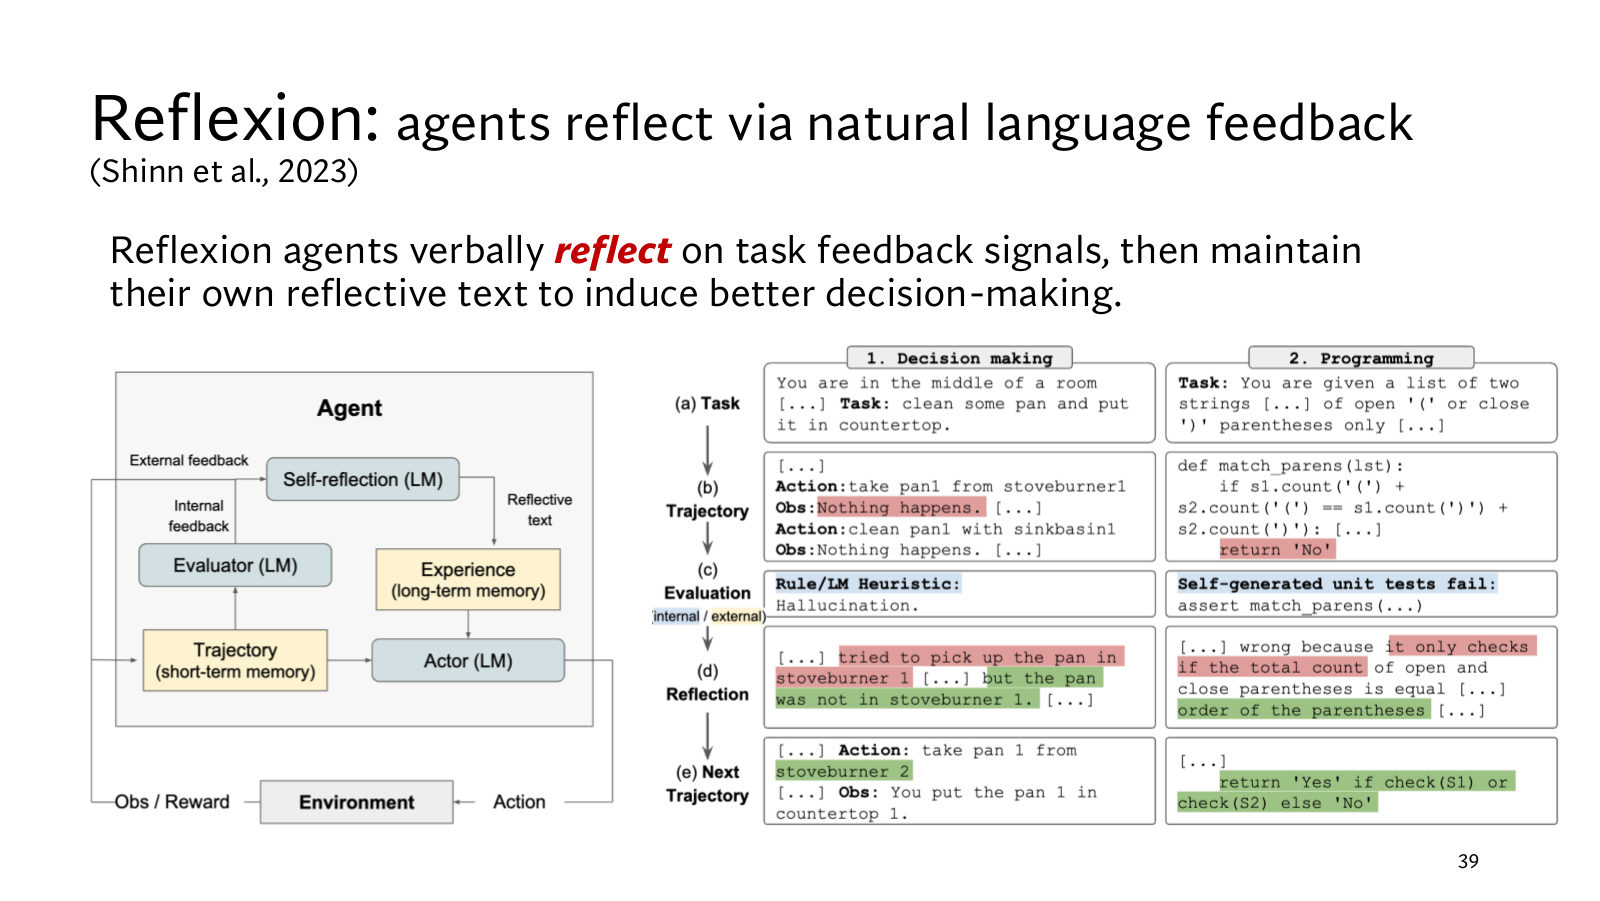 Reflexion: agents reflect via natural language feedback
(Shinn et al., 2023)
Reflexion agents verbally reflect on task feedback signals, then maintain
their own reflective text to induce better decision-making.
Agent
External feedback
Self-reflection (LM)
Internal
feedback
Reflective
text
Evaluator (LM)
Experience
(long-term memory)
Trajectory
(short-term memory)
Actor (LM)
Obs / Reward
Environment
Action
(a) Task
(b)
Trajectory
(c)
Evaluation
(internal / external)
(d)
Reflection
(e) Next
Trajectory
1. Decision making
You are in the middle of a room
[...] Task: clean some pan and put
it in countertop.
[...]
Action:take pan1 from stoveburner1
Obs:Nothing happens. [...]
Action:clean pan1 with sinkbasin1
Obs:Nothing happens. [...]
Rule/LM Heuristic:
Hallucination.
[...] tried to pick up the pan in
stoveburner 1 [...] but the pan
was not in stoveburner 1. [...]
[...] Action: take pan 1 from
stoveburner 2
[...] Obs: You put the pan 1 in
countertop 1.
2. Programming
Task: You are given a list of two
strings [...] of open '(' or close
')' parentheses only [...]
def match_parens(lst):
if s1.count('(') +
s2.count('(') == s1.count(')') +
s2.count(')'): [...]
return 'No'
Self-generated unit tests fail:
assert match_parens(...)
[...] wrong because it only checks
if the total count of open and
close parentheses is equal [...]
order of the parentheses [...]
[...]
return 'Yes' if check(S1) or
check(S2) else 'No'
39